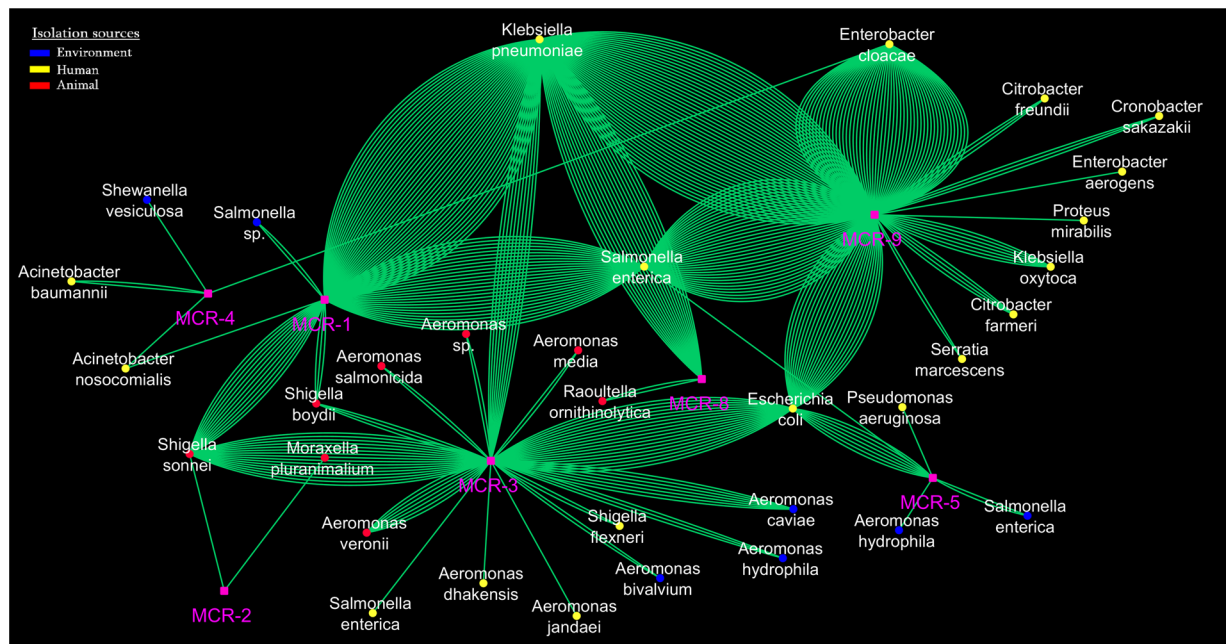 Isolation sources
Environment
Human
Animal
Klebsiella
pneumoniae
Enterobacter
cloacae
Citrobacter
freundii
Cronobacter
sakazakii
Enterobacter
aerogens
Proteus
mirabilis
Klebsiella
oxytoca
Citrobacter
farmeri
Serratia
marcescens
MCR-9
Shewanella
vesiculosa
Salmonella
sp.
Acinetobacter
baumannii
MCR-4
MCR-1
Acinetobacter
nosocomialis
Salmonella
enterica
Aeromonas
sp.
Aeromonas
media
Aeromonas
salmonicida
Shigella
boydii
Raoultella
ornithinolytica
MCR-8
Escherichia
coli
Pseudomonas
aeruginosa
Shigella
sonnei
Moraxella
pluranimalium
MCR-3
MCR-5
Aeromonas
caviae
Salmonella
enterica
Aeromonas
hydrophila
Shigella
flexneri
Aeromonas
veronii
Aeromonas
hydrophila
Aeromonas
bivalvium
Aeromonas
dhakensis
MCR-2
Salmonella
enterica
Aeromonas
jandaei